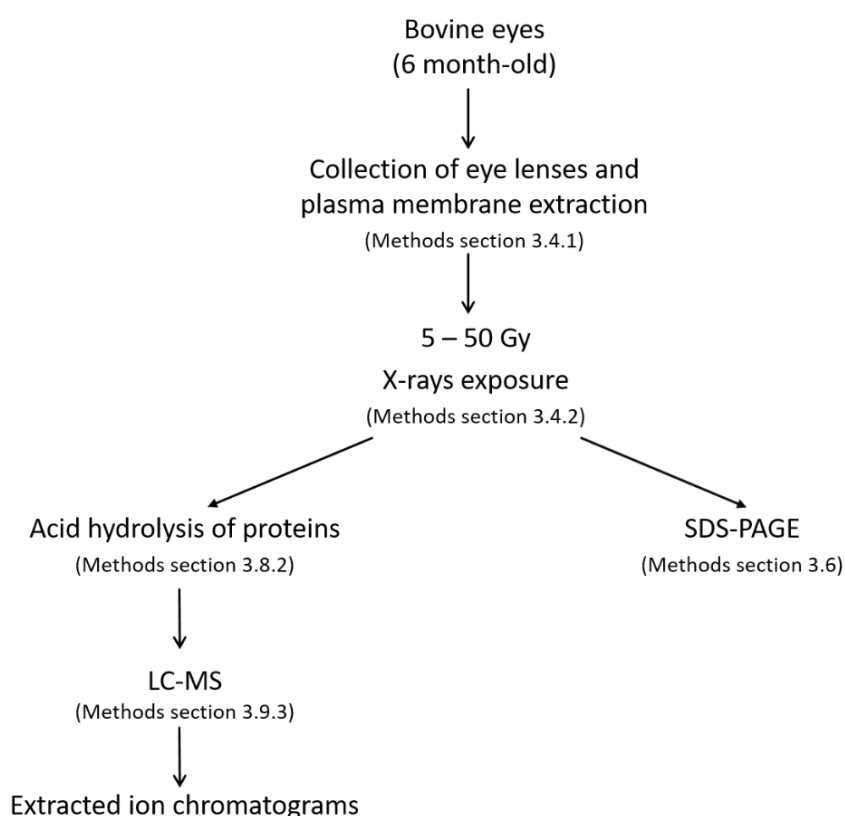 Bovine eyes
(6 month-old)
Collection of eye lenses and
plasma membrane extraction
(Methods section 3.4.1)
5 – 50 Gy
X-rays exposure
(Methods section 3.4.2)
Acid hydrolysis of proteins
(Methods section 3.8.2)
SDS-PAGE
(Methods section 3.6)
LC-MS
(Methods section 3.9.3)
Extracted ion chromatograms